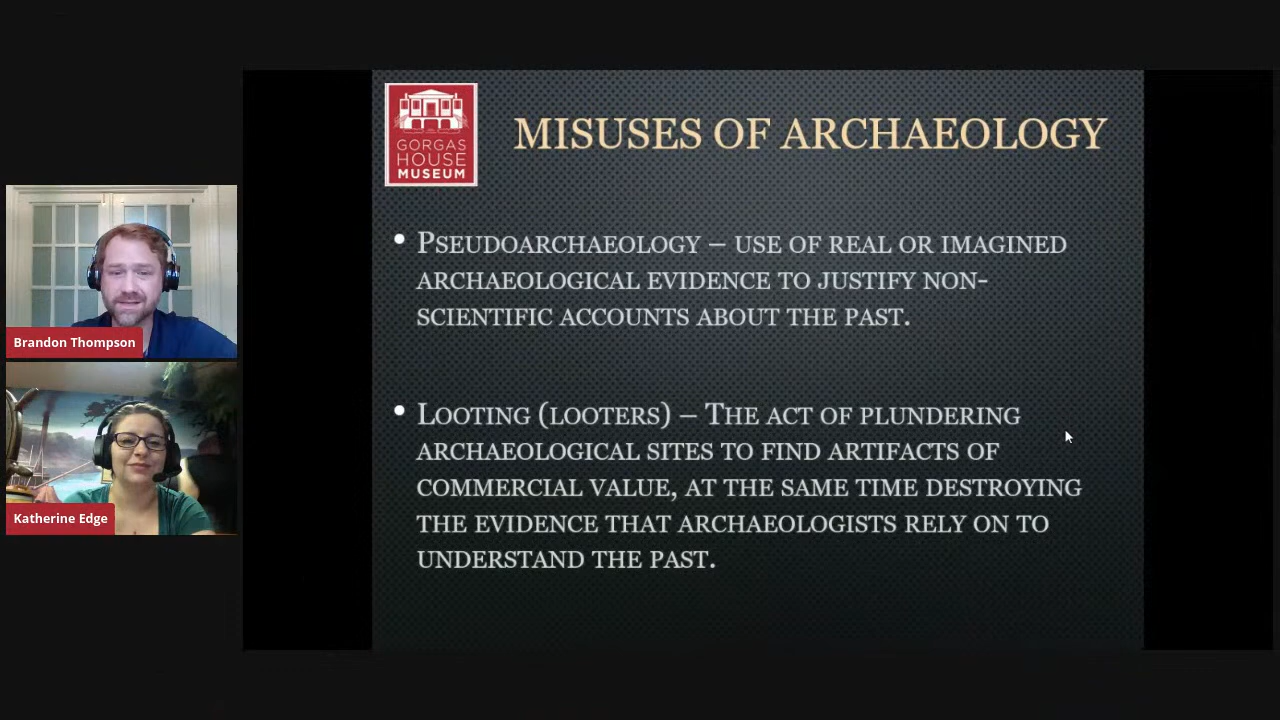 GORGAS
HOUSE
MUSEUM
MISUSES OF ARCHAEOLOGY
• PSEUDOARCHAEOLOGY – USE OF REAL OR IMAGINED
ARCHAEOLOGICAL EVIDENCE TO JUSTIFY NON-
SCIENTIFIC ACCOUNTS ABOUT THE PAST.
• LOOTING (LOOTERS) – THE ACT OF PLUNDERING
ARCHAEOLOGICAL SITES TO FIND ARTIFACTS OF
COMMERCIAL VALUE, AT THE SAME TIME DESTROYING
THE EVIDENCE THAT ARCHAEOLOGISTS RELY ON TO
UNDERSTAND THE PAST.
Brandon Thompson
Katherine Edge